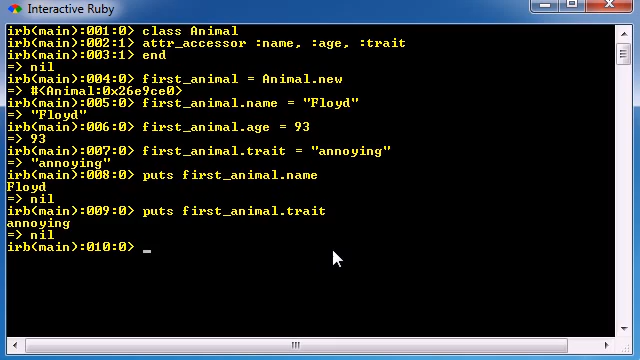 Interactive Ruby
irb(main):001:0> class Animal
irb(main):002:1> attr_accessor :name, :age, :trait
irb(main):003:1> end
=> nil
irb(main):004:0> first_animal = Animal.new
=> #<Animal:0x26e9ce0>
irb(main):005:0> first_animal.name = "Floyd"
=> "Floyd"
irb(main):006:0> first_animal.age = 93
=> 93
irb(main):007:0> first_animal.trait = "annoying"
=> "annoying"
irb(main):008:0> puts first_animal.name
Floyd
=> nil
irb(main):009:0> puts first_animal.trait
annoying
=> nil
irb(main):010:0> _